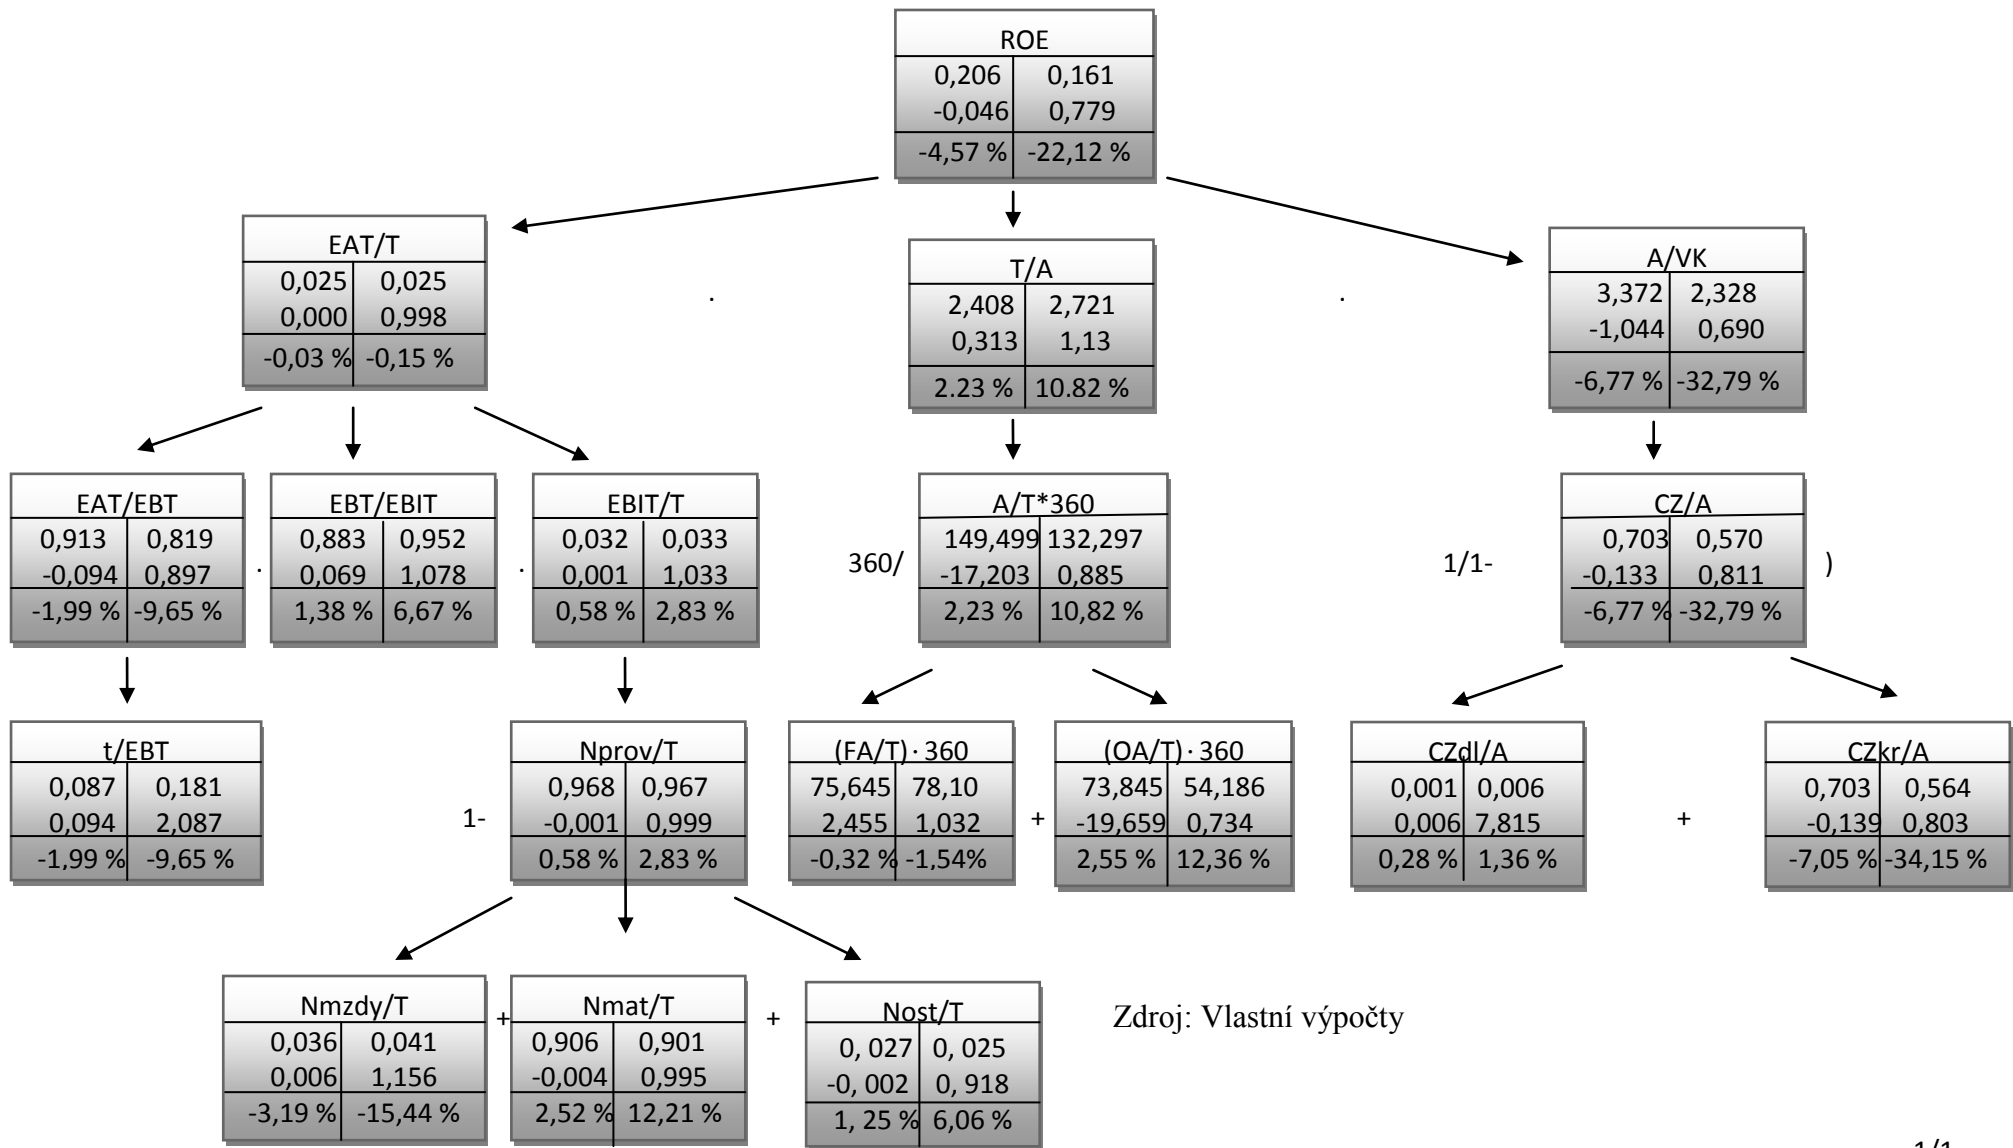 ROE
0,206 0,161
-0,046 0,779
-4,57 % -22,12 %
EAT/T
0,025 0,025
0,000 0,998
-0,03 % -0,15 %
.
T/A
2,408 2,721
0,313 1,13
2.23 % 10.82 %
.
A/VK
3,372 2,328
-1,044 0,690
-6,77 % -32,79 %
EAT/EBT
0,913 0,819
-0,094 0,897
-1,99 % -9,65 %
.
EBT/EBIT
0,883 0,952
0,069 1,078
1,38 % 6,67 %
.
EBIT/T
0,032 0,033
0,001 1,033
0,58 % 2,83 %
360/
A/T*360
149,499 132,297
-17,203 0,885
2,23 % 10,82 %
1/1-
CZ/A
0,703 0,570
-0,133 0,811
-6,77 % -32,79 %
)
t/EBT
0,087 0,181
0,094 2,087
-1,99 % -9,65 %
1-
Nprov/T
0,968 0,967
-0,001 0,999
0,58 % 2,83 %
(FA/T) · 360
75,645 78,10
2,455 1,032
-0,32 % -1,54%
+
(OA/T) · 360
73,845 54,186
-19,659 0,734
2,55 % 12,36 %
CZdl/A
0,001 0,006
0,006 7,815
0,28 % 1,36 %
+
CZkr/A
0,703 0,564
-0,139 0,803
-7,05 % -34,15 %
Nmzdy/T
0,036 0,041
0,006 1,156
-3,19 % -15,44 %
+
Nmat/T
0,906 0,901
-0,004 0,995
2,52 % 12,21 %
+
Nost/T
0, 027 0, 025
-0, 002 0, 918
1, 25 % 6,06 %
Zdroj: Vlastní výpočty